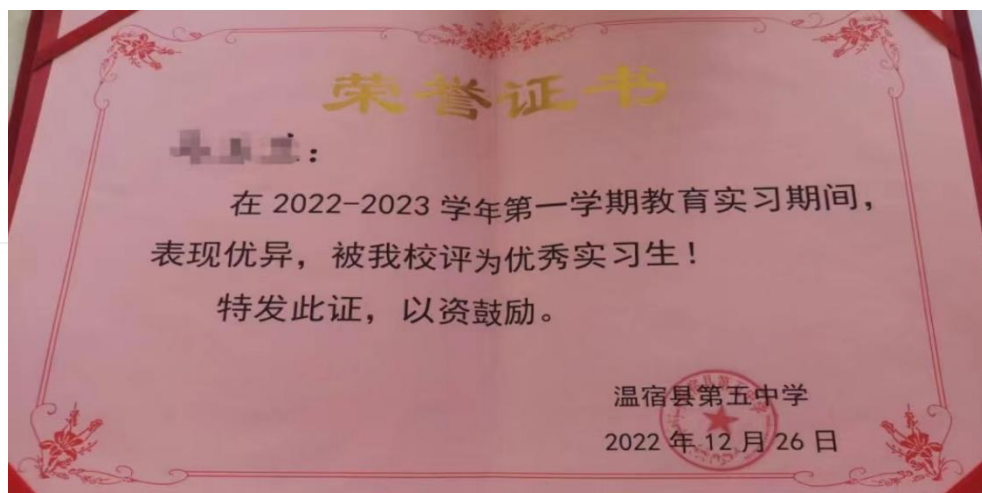 荣誉证书
:
在 2022-2023 学年第一学期教育实习期间,
表现优异, 被我校评为优秀实习生!
特发此证, 以资鼓励。
温宿县第五中学
2022 年 12 月 26 日